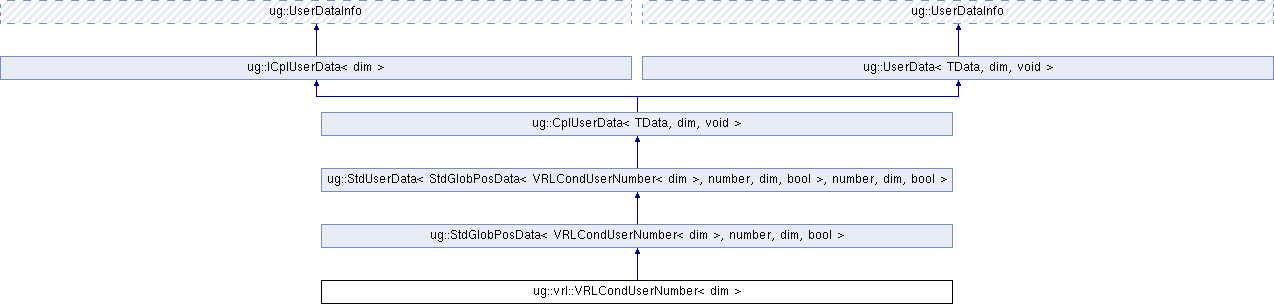 ug::UserDataInfo
ug::UserDataInfo
ug::ICplUserData< dim >
ug::UserData< TData, dim, void >
ug::CplUserData< TData, dim, void >
ug::StdUserData< StdGlobPosData< VRLCondUserNumber< dim >, number, dim, bool >, number, dim, bool >
ug::StdGlobPosData< VRLCondUserNumber< dim >, number, dim, bool >
ug::vrl::VRLCondUserNumber< dim >